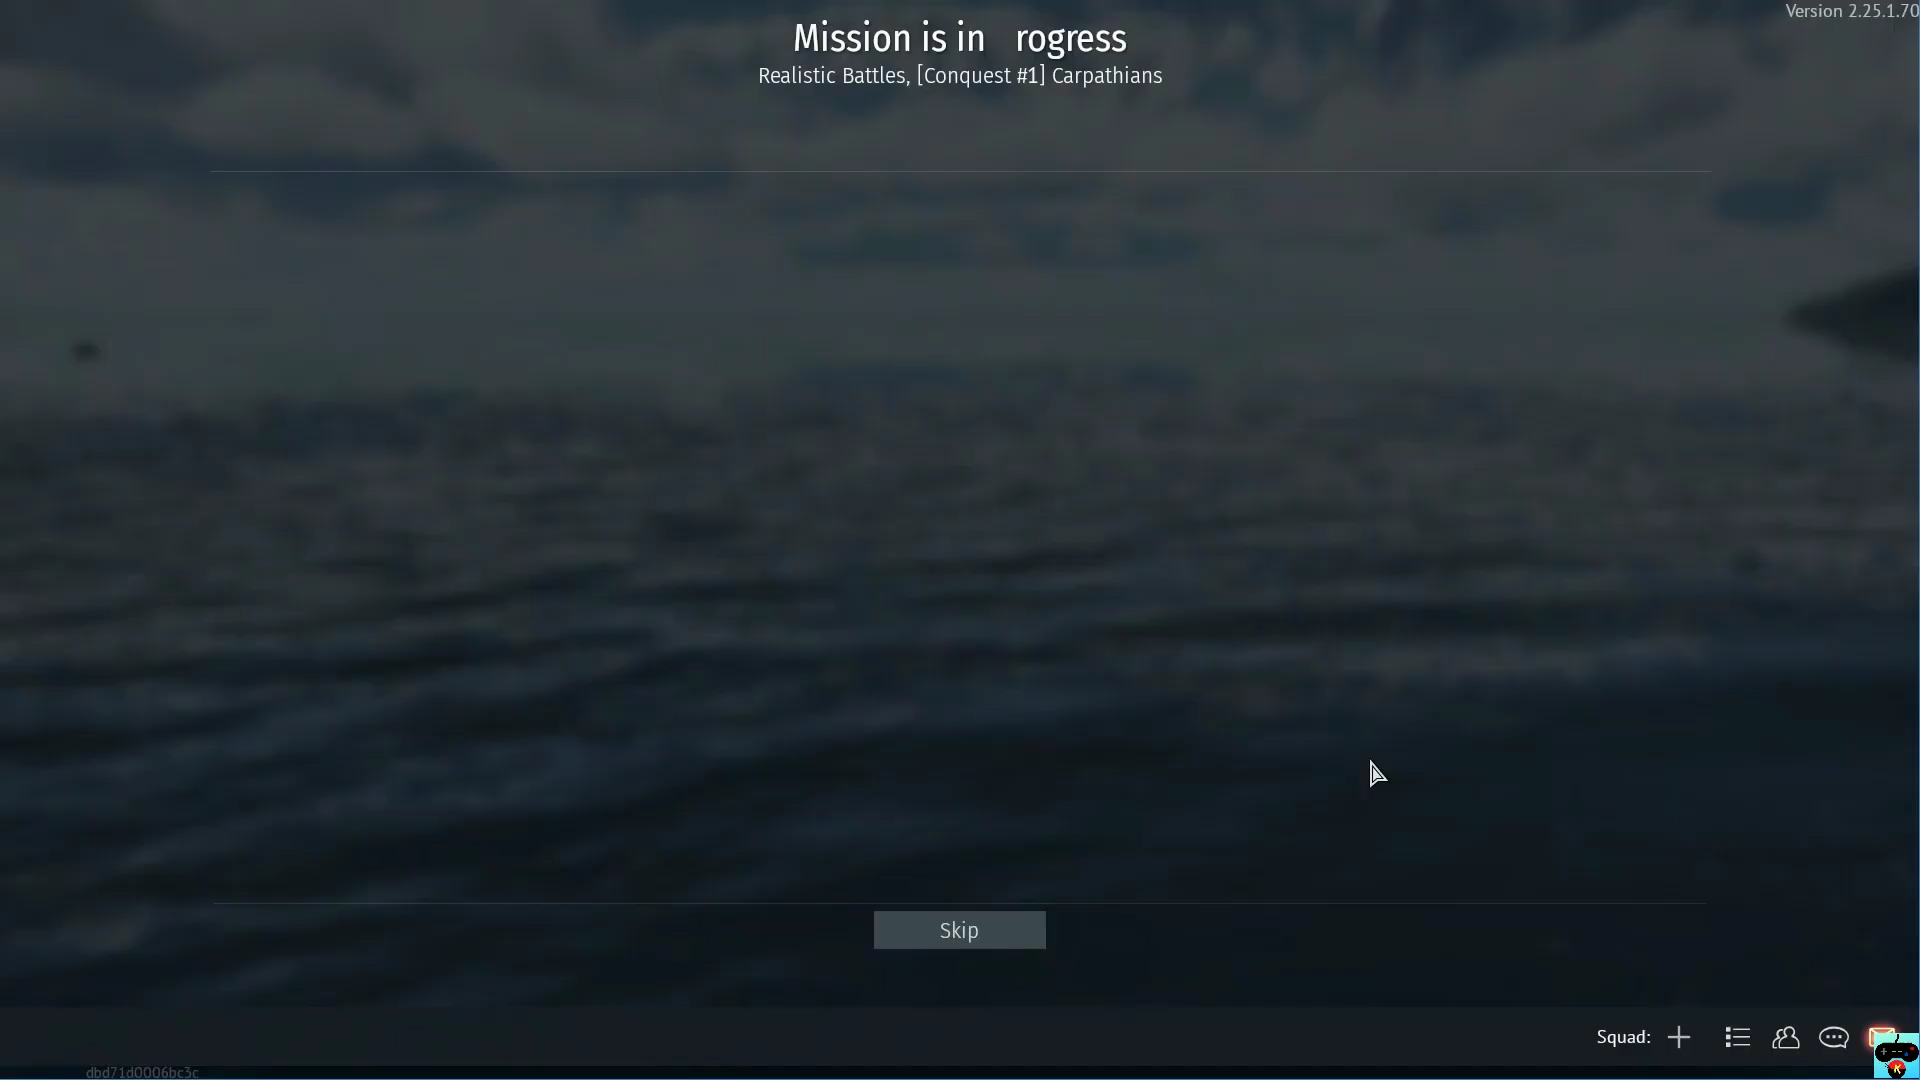 Version 2.25.1.70
Mission is in rogress
Realistic Battles, [Conquest #1] Carpathians
Skip
Squad:
dbd71d0006bc3c